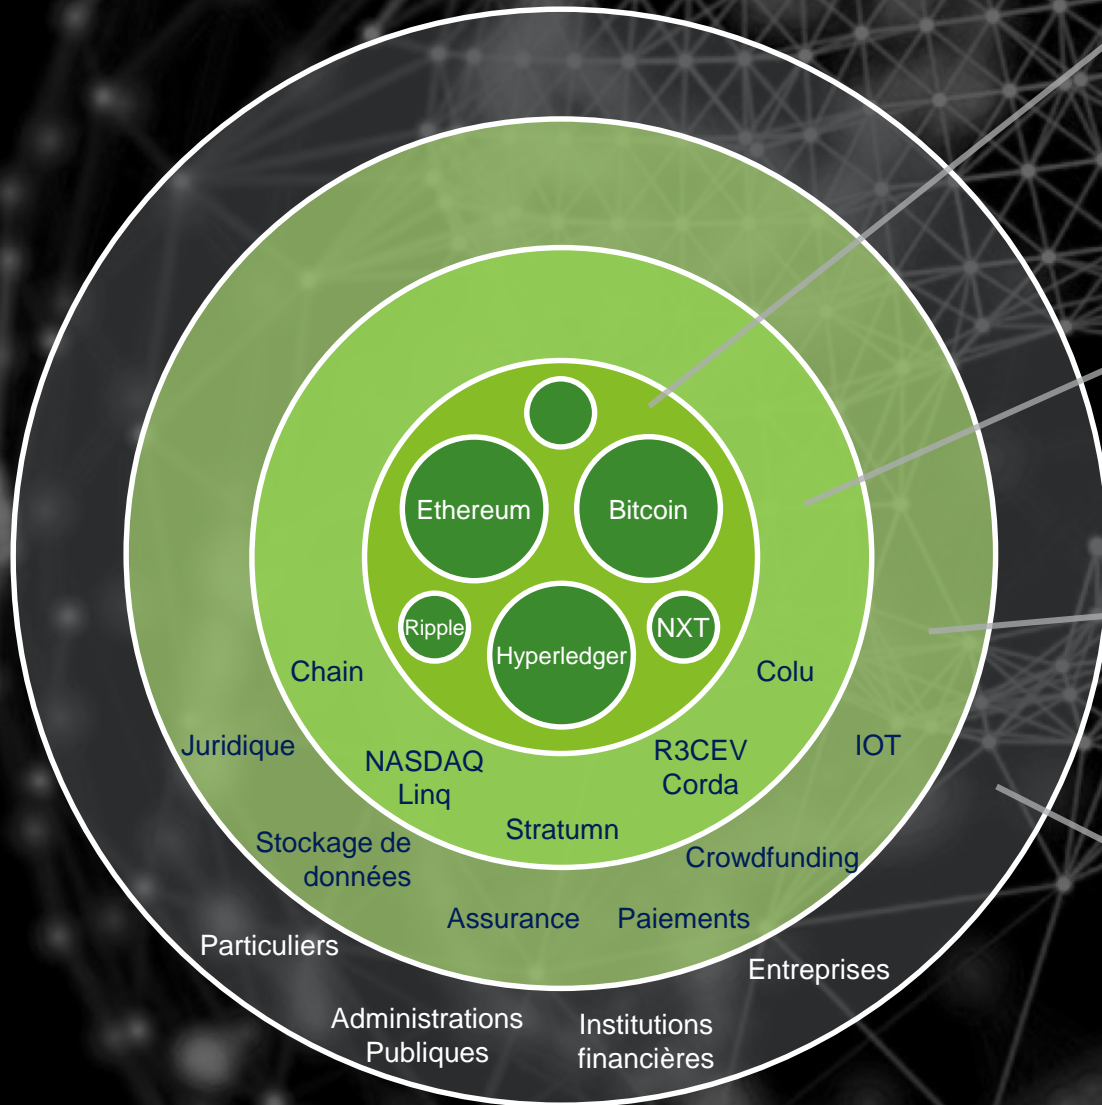 Ethereum
Bitcoin
Ripple
NXT
Hyperledger
Chain
Colu
NASDAQ
Linq
R3CEV
Corda
Stratumn
Juridique
IOT
Stockage de
données
Crowdfunding
Assurance
Paiements
Particuliers
Entreprises
Administrations
Publiques
Institutions
financières